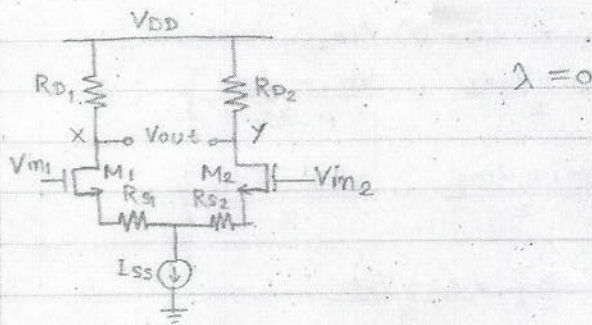 VDD
RD1 RD2
λ = 0
X Vout Y
Vin1 M1 M2 Vin2
RS1 RS2
ISS